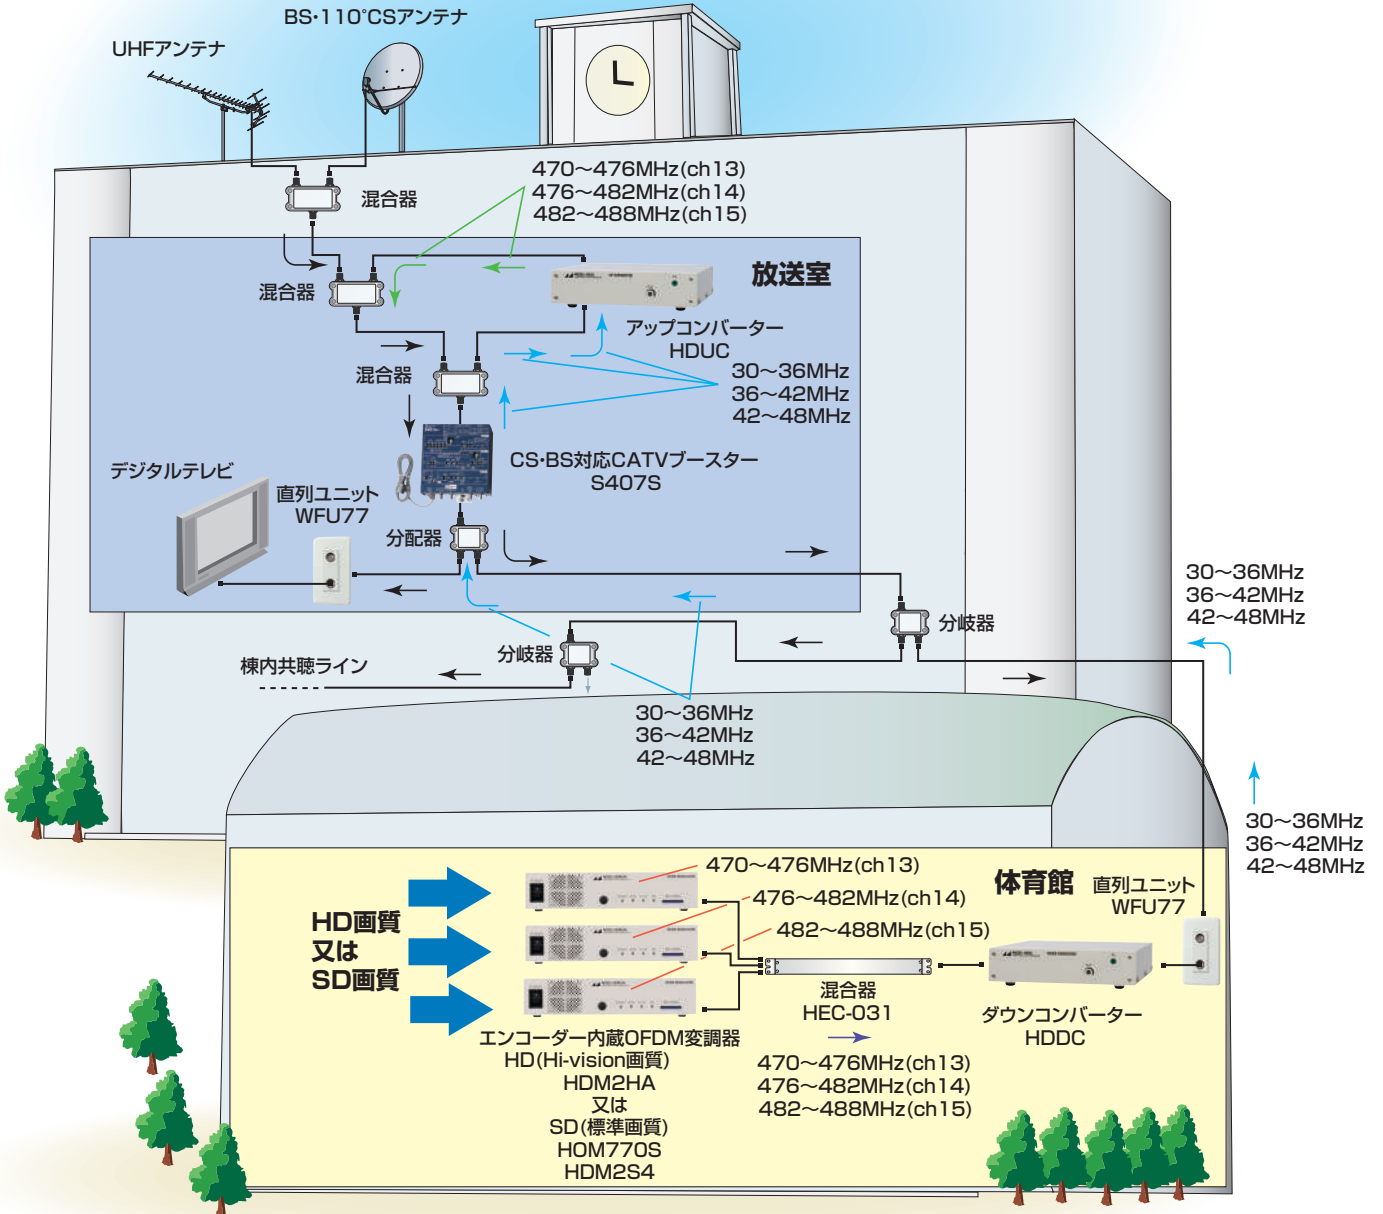 BS・110°CSアンテナ
UHFアンテナ
混合器
470〜476MHz(ch13)
476〜482MHz(ch14)
482〜488MHz(ch15)
放送室
混合器
アップコンバーター
HDUC
混合器
30〜36MHz
36〜42MHz
42〜48MHz
CS・BS対応CATVブースター
S407S
デジタルテレビ
直列ユニット
WFU77
分配器
30〜36MHz
36〜42MHz
42〜48MHz
分岐器
分岐器
棟内共聴ライン
30〜36MHz
36〜42MHz
42〜48MHz
30〜36MHz
36〜42MHz
42〜48MHz
体育館
直列ユニット
WFU77
470〜476MHz(ch13)
476〜482MHz(ch14)
482〜488MHz(ch15)
HD画質
又は
SD画質
混合器
HEC-031
ダウンコンバーター
HDDC
エンコーダー内蔵OFDM変調器
HD(Hi-vision画質)
HDM2HA
又は
SD(標準画質)
HOM770S
HDM2S4
470〜476MHz(ch13)
476〜482MHz(ch14)
482〜488MHz(ch15)